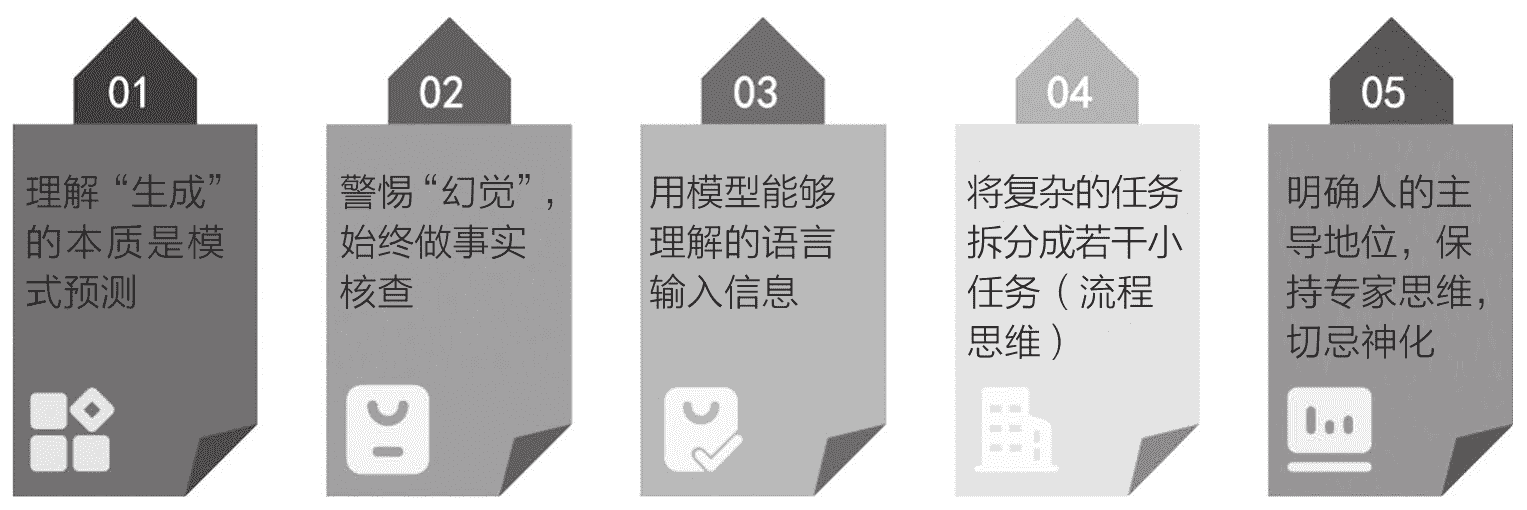 01
理解“生成”
的本质是模
式预测
02
警惕“幻觉”，
始终做事实
核查
03
用模型能够
理解的语言
输入信息
04
将复杂的任务
拆分成若干小
任务（流程
思维）
05
明确人的主
导地位，保
持专家思维，
切忌神化